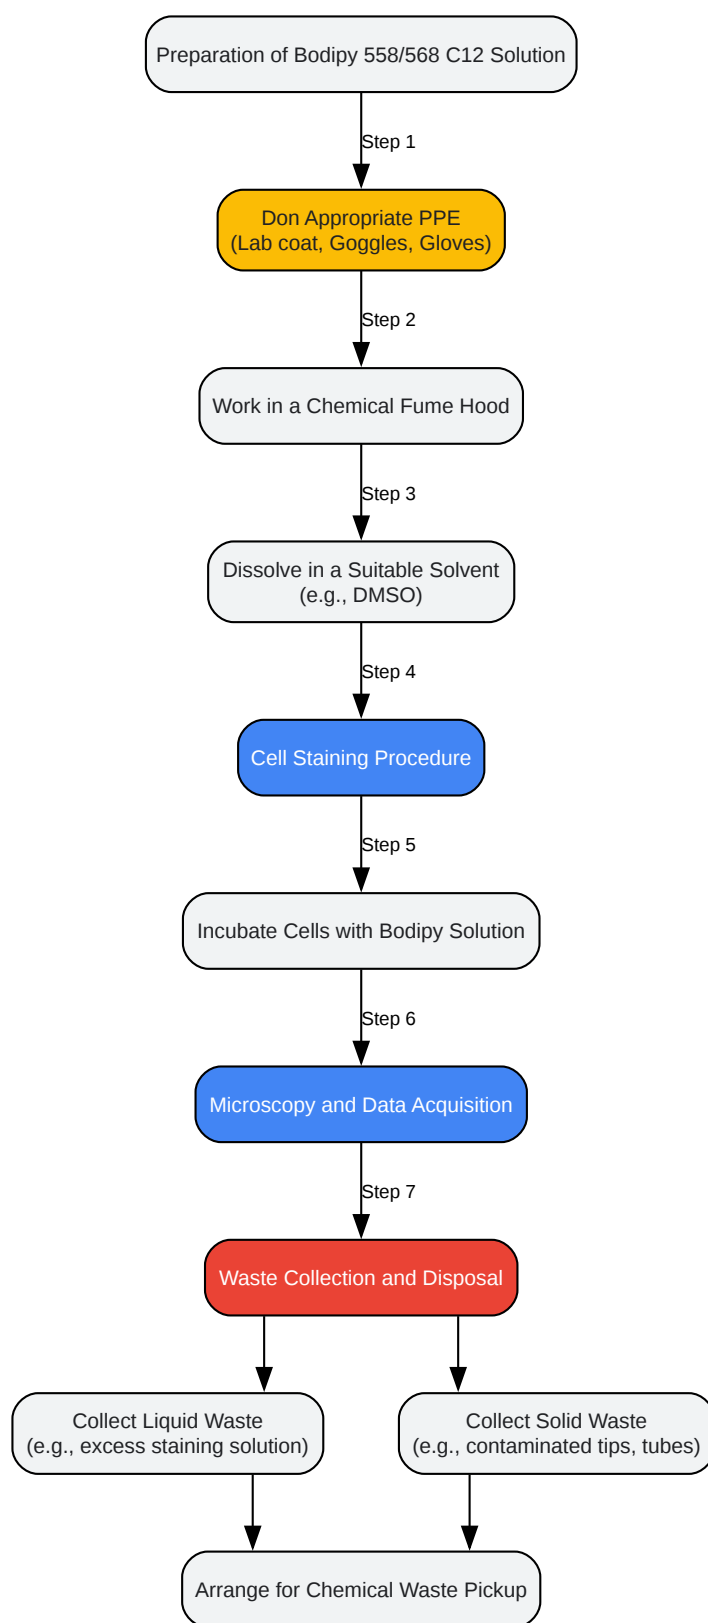 Preparation of Bodipy 558/568 C12 Solution
Step 1
Don Appropriate PPE
(Lab coat, Goggles, Gloves)
Step 2
Work in a Chemical Fume Hood
Step 3
Dissolve in a Suitable Solvent
(e.g., DMSO)
Step 4
Cell Staining Procedure
Step 5
Incubate Cells with Bodipy Solution
Step 6
Microscopy and Data Acquisition
Step 7
Waste Collection and Disposal
Collect Liquid Waste
(e.g., excess staining solution)
Collect Solid Waste
(e.g., contaminated tips, tubes)
Arrange for Chemical Waste Pickup